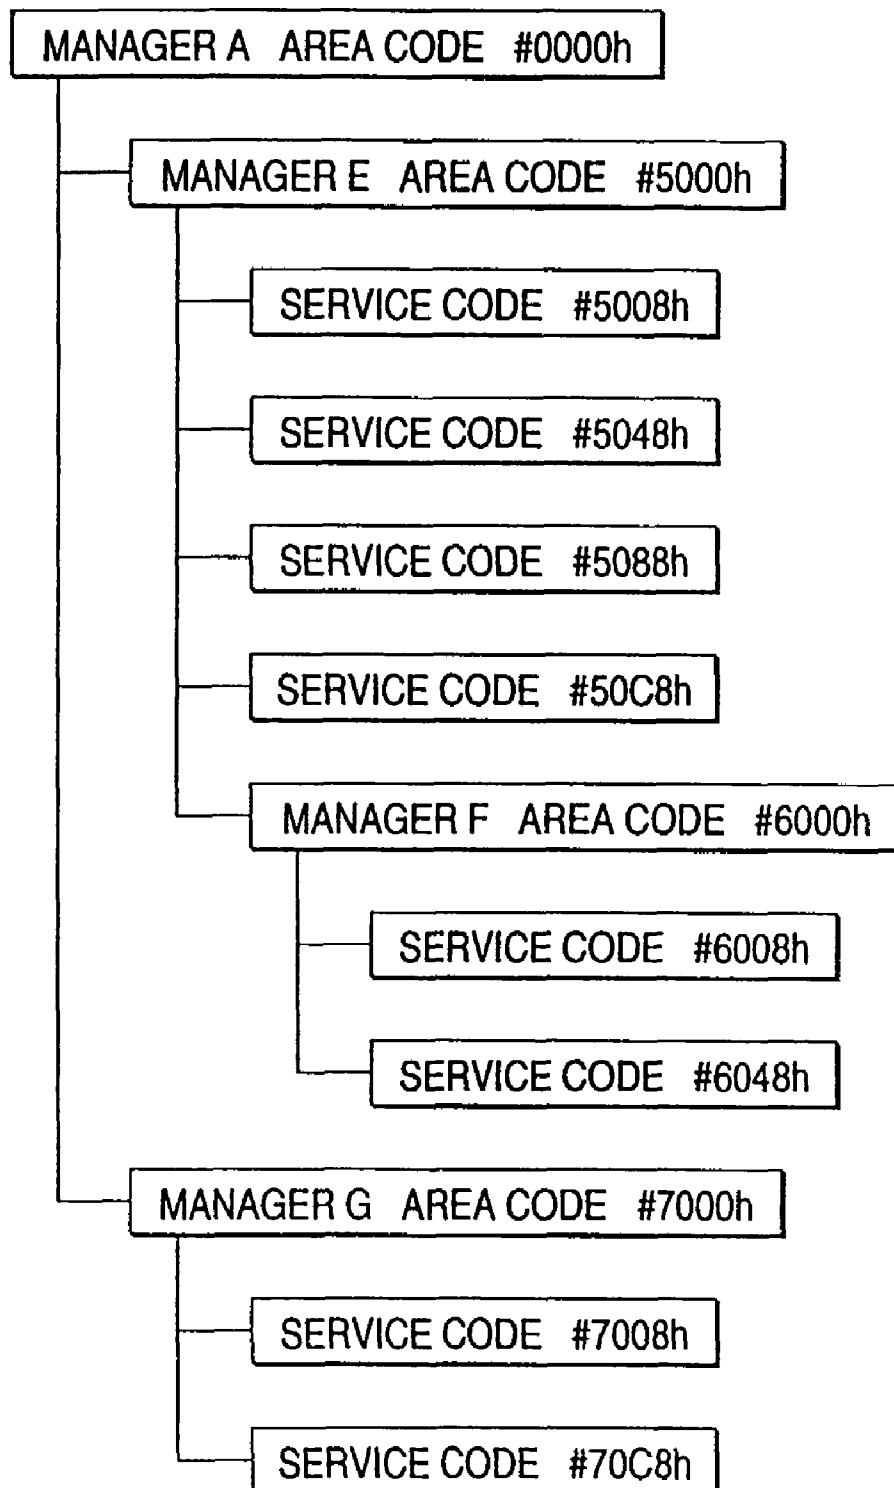 MANAGER A AREA CODE #0000h
MANAGER E AREA CODE #5000h
SERVICE CODE #5008h
SERVICE CODE #5048h
SERVICE CODE #5088h
SERVICE CODE #50C8h
MANAGER F AREA CODE #6000h
SERVICE CODE #6008h
SERVICE CODE #6048h
MANAGER G AREA CODE #7000h
SERVICE CODE #7008h
SERVICE CODE #70C8h